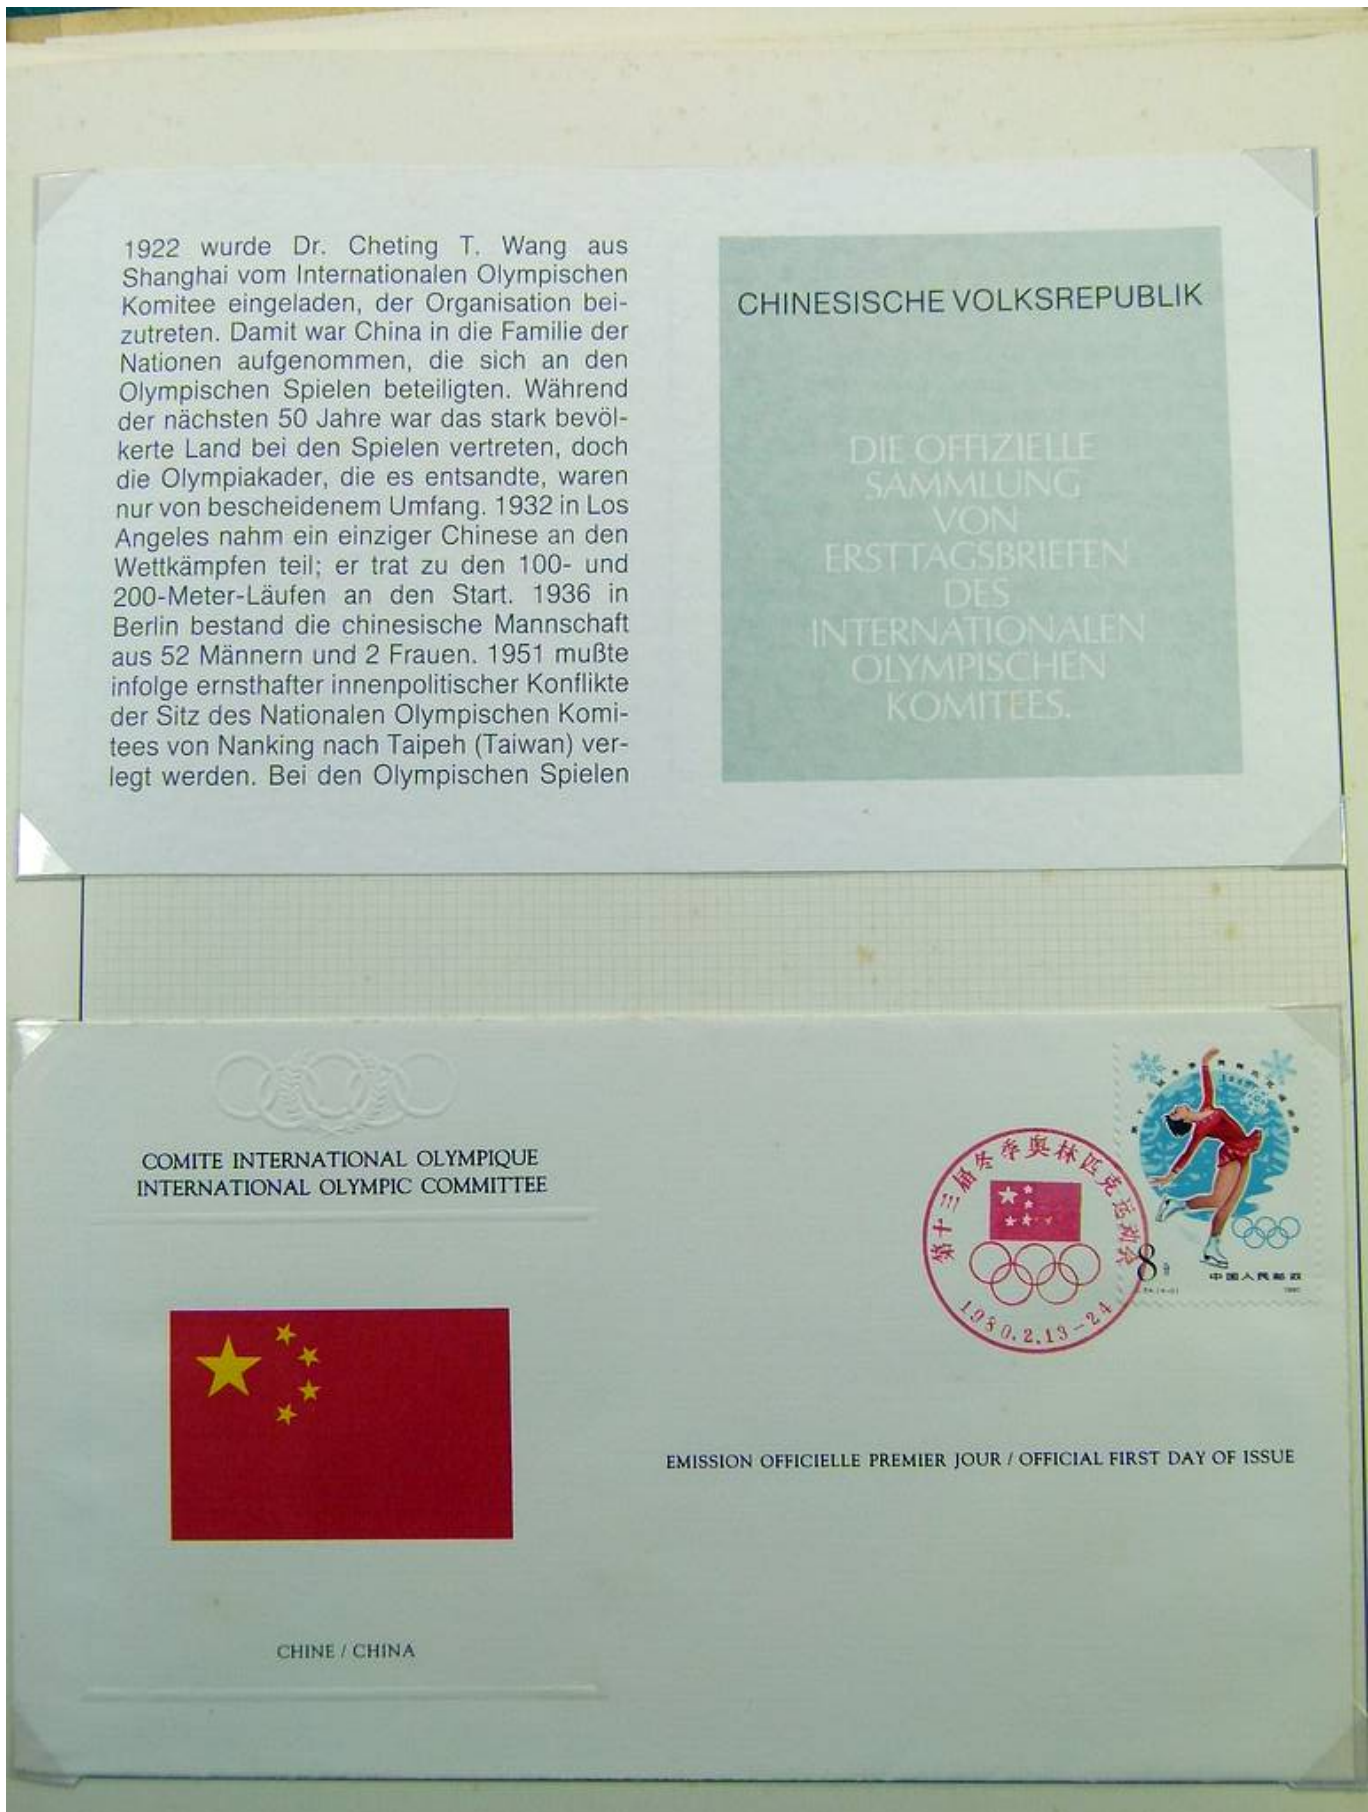 1922 wurde Dr. Cheting T. Wang aus
Shanghai vom Internationalen Olympischen
Komitee eingeladen, der Organisation bei-
zutreten. Damit war China in die Familie der
Nationen aufgenommen, die sich an den
Olympischen Spielen beteiligten. Während
der nächsten 50 Jahre war das stark bevöl-
kerte Land bei den Spielen vertreten, doch
die Olympiakader, die es entsandte, waren
nur von bescheidenem Umfang. 1932 in Los
Angeles nahm ein einziger Chinese an den
Wettkämpfen teil; er trat zu den 100- und
200-Meter-Läufen an den Start. 1936 in
Berlin bestand die chinesische Mannschaft
aus 52 Männern und 2 Frauen. 1951 mußte
infolge ernsthafter innenpolitischer Konflikte
der Sitz des Nationalen Olympischen Komi-
tees von Nanking nach Taipeh (Taiwan) ver-
legt werden. Bei den Olympischen Spielen
CHINESISCHE VOLKSREPUBLIK
DIE OFFIZIELLE
SAMMLUNG
VON
ERSTTAGSBRIEFEN
DES
INTERNATIONALEN
OLYMPISCHEN
KOMITEES.
COMITE INTERNATIONAL OLYMPIQUE
INTERNATIONAL OLYMPIC COMMITTEE
CHINE / CHINA
第十三届冬季奥林匹克运动会
1980.2.13-24
8分
中国人民邮政
EMISSION OFFICIELLE PREMIER JOUR / OFFICIAL FIRST DAY OF ISSUE